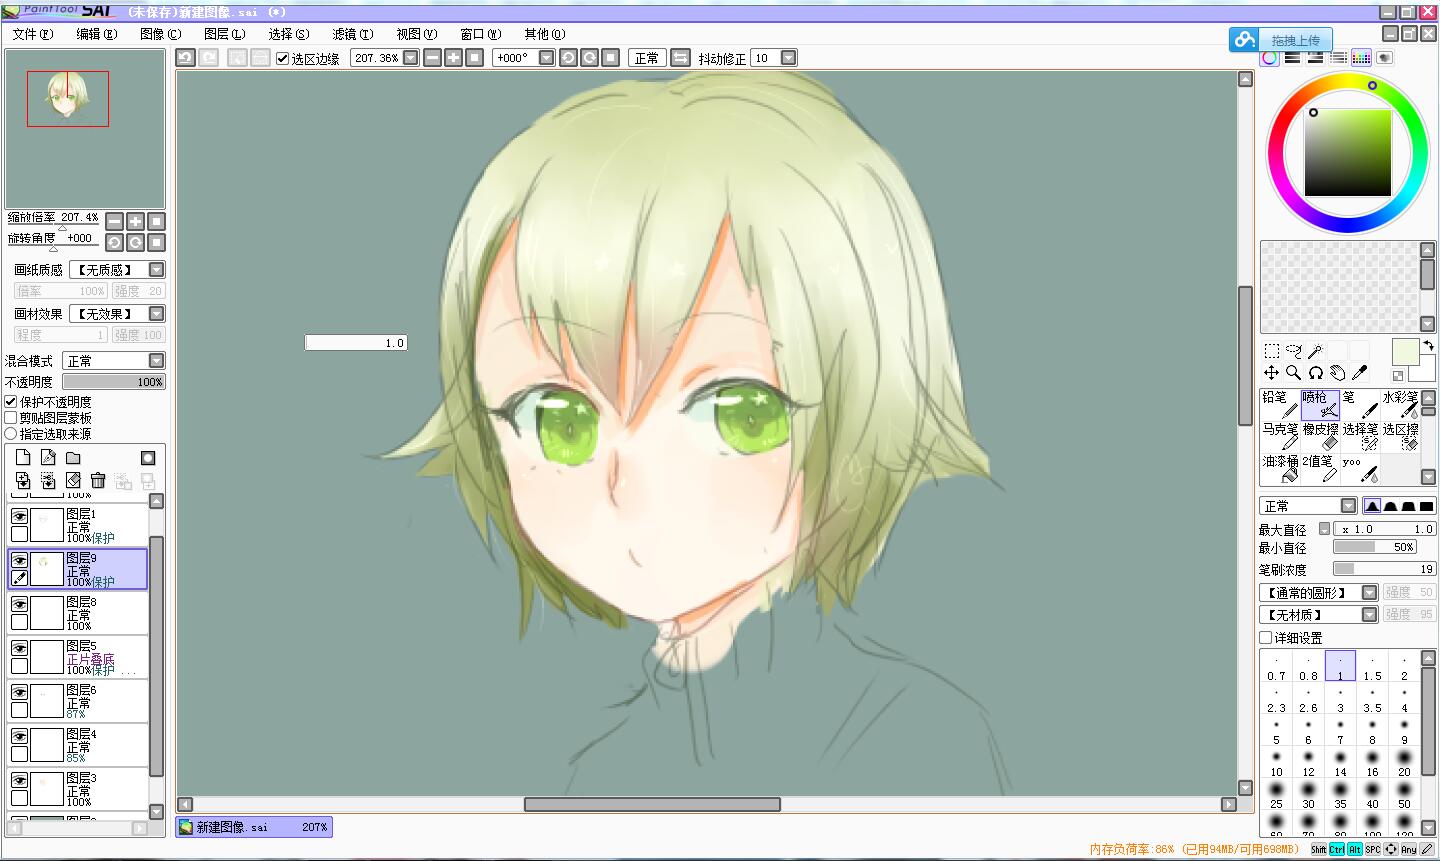 PaintTool SAI (未保存)新建图像.sai (*)
文件(F) 编辑(E) 图像(C) 图层(L) 选择(S) 滤镜(T) 视图(V) 窗口(W) 其他(O)
拖拽上传
选区边缘 207.36% +000° 正常 抖动修正 10
缩放倍率 207.4%
旋转角度 +000
画纸质感 【无质感】
倍率 100% 强度 20
画材效果 【无效果】
程度 1 强度 100
混合模式 正常
不透明度 100%
保护不透明度
剪贴图层蒙板
指定选取来源
100%
图层1
正常
100%保护
图层9
正常
100%保护
图层8
正常
100%
图层5
正片叠底
100%保护 ...
图层6
正常
87%
图层4
正常
85%
图层3
正常
100%
1.0
铅笔 喷枪 笔 水彩笔
马克笔 橡皮擦 选择笔 选区擦
油漆桶 2值笔 yoo
正常
最大直径 x 1.0 1.0
最小直径 50%
笔刷浓度 19
【通常的圆形】 强度 50
【无材质】 强度 95
详细设置
0.7 0.8 1 1.5 2
2.3 2.6 3 3.5 4
5 6 7 8 9
10 12 14 16 20
25 30 35 40 50
60 70 80 100 120
新建图像.sai 207%
内存负荷率:86% (已用94MB/可用698MB) Shift Ctrl Alt SPC Any